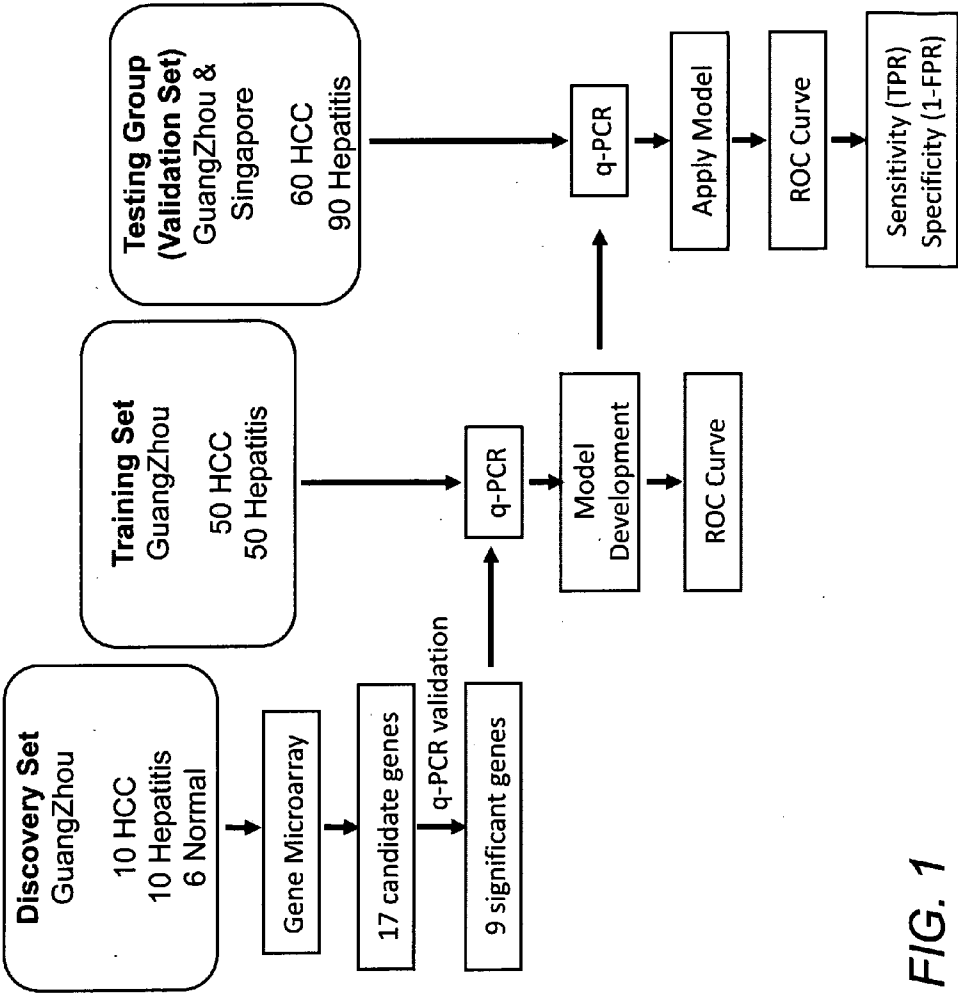 Discovery Set
GuangZhou
10 HCC
10 Hepatitis
6 Normal
Gene Microarray
17 candidate genes
q-PCR validation
9 significant genes
Training Set
GuangZhou
50 HCC
50 Hepatitis
q-PCR
Model
Development
ROC Curve
Testing Group
(Validation Set)
GuangZhou &
Singapore
60 HCC
90 Hepatitis
q-PCR
Apply Model
ROC Curve
Sensitivity (TPR)
Specificity (1-FPR)
FIG. 1